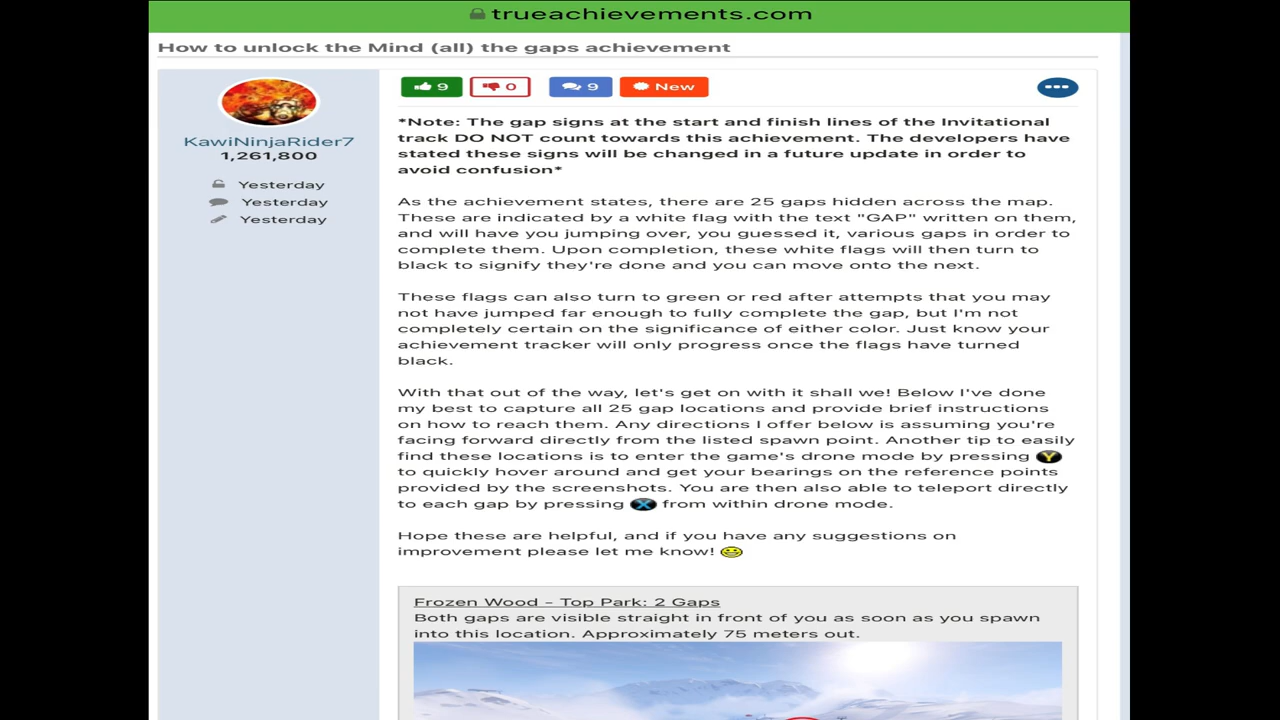 trueachievements.com
How to unlock the Mind (all) the gaps achievement
KawiNinjaRider7
1,261,800
Yesterday
Yesterday
Yesterday
9
0
9
New
*Note: The gap signs at the start and finish lines of the Invitational
track DO NOT count towards this achievement. The developers have
stated these signs will be changed in a future update in order to
avoid confusion*
As the achievement states, there are 25 gaps hidden across the map.
These are indicated by a white flag with the text "GAP" written on them,
and will have you jumping over, you guessed it, various gaps in order to
complete them. Upon completion, these white flags will then turn to
black to signify they're done and you can move onto the next.
These flags can also turn to green or red after attempts that you may
not have jumped far enough to fully complete the gap, but I'm not
completely certain on the significance of either color. Just know your
achievement tracker will only progress once the flags have turned
black.
With that out of the way, let's get on with it shall we! Below I've done
my best to capture all 25 gap locations and provide brief instructions
on how to reach them. Any directions I offer below is assuming you're
facing forward directly from the listed spawn point. Another tip to easily
find these locations is to enter the game's drone mode by pressing Y
to quickly hover around and get your bearings on the reference points
provided by the screenshots. You are then also able to teleport directly
to each gap by pressing X from within drone mode.
Hope these are helpful, and if you have any suggestions on
improvement please let me know!
Frozen Wood – Top Park: 2 Gaps
Both gaps are visible straight in front of you as soon as you spawn
into this location. Approximately 75 meters out.